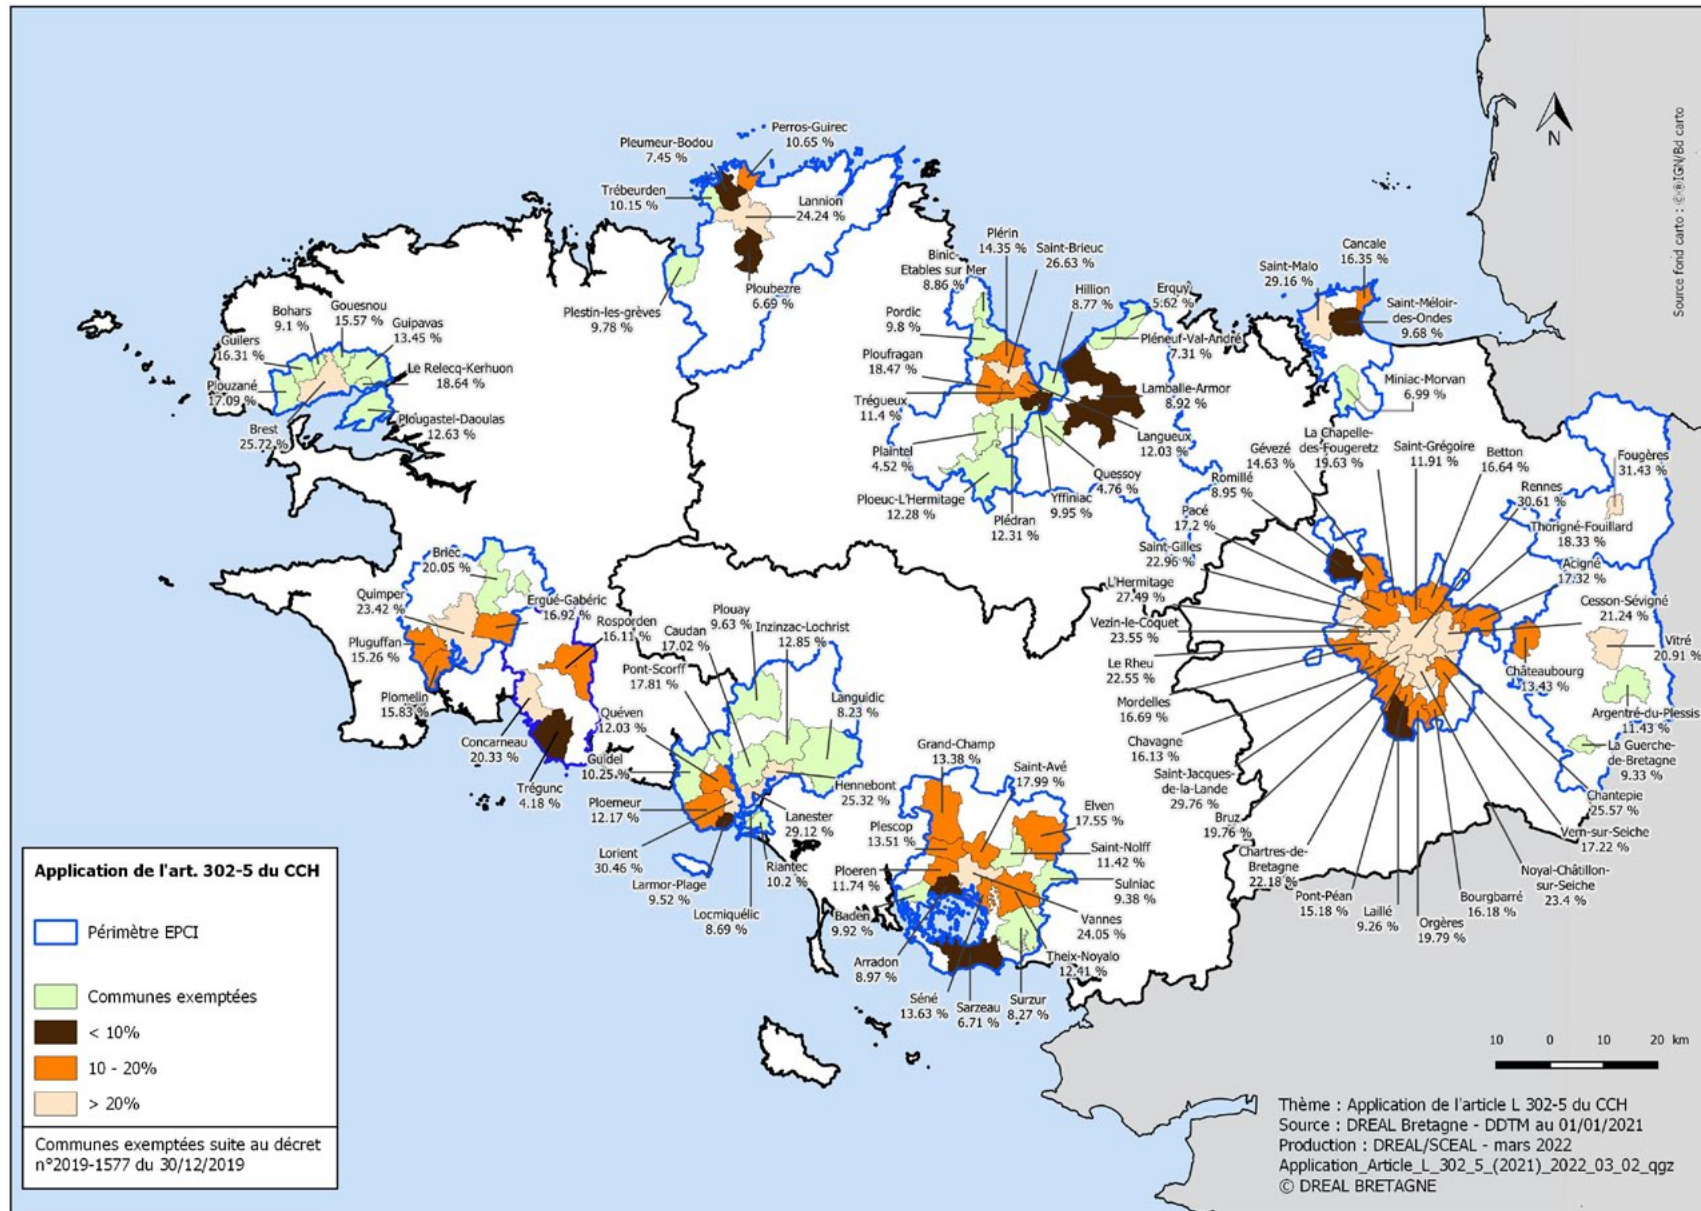 Perros-Guirec
10.65 %
Pleumeur-Bodou
7.45 %
Trébeurden
10.15 %
Lannion
24.24 %
Ploubezre
6.69 %
Plestin-les-grèves
9.78 %
Bohars
9.1 %
Gouesnou
15.57 %
Guipavas
13.45 %
Guilers
16.31 %
Le Relecq-Kerhuon
18.64 %
Plouzané
17.09 %
Plougastel-Daoulas
12.63 %
Brest
25.72 %
Plérin
14.35 %
Saint-Brieuc
26.63 %
Binic-
Etables sur Mer
8.86 %
Hillion
8.77 %
Erquy
5.62 %
Pordic
9.8 %
Pléneuf-Val-André
7.31 %
Ploufragan
18.47 %
Trégueux
11.4 %
Lamballe-Armor
8.92 %
Langueux
12.03 %
Plaintel
4.52 %
Quessoy
4.76 %
Ploeuc-L'Hermitage
12.28 %
Yffiniac
9.95 %
Plédran
12.31 %
Cancale
16.35 %
Saint-Malo
29.16 %
Saint-Méloir-
des-Ondes
9.68 %
Miniac-Morvan
6.99 %
N
Source fond carto : ©®IGN/Bd carto
La Chapelle-
des-Fougeretz
19.63 %
Saint-Grégoire
11.91 %
Betton
16.64 %
Fougères
31.43 %
Gévezé
14.63 %
Romillé
8.95 %
Rennes
30.61 %
Pacé
17.2 %
Thorigné-Fouillard
18.33 %
Saint-Gilles
22.96 %
Acigné
17.32 %
L'Hermitage
27.49 %
Cesson-Sévigné
21.24 %
Vezin-le-Coquet
23.55 %
Vitré
20.91 %
Le Rheu
22.55 %
Châteaubourg
13.43 %
Mordelles
16.69 %
Argentré-du-Plessis
11.43 %
Chavagne
16.13 %
La Guerche-
de-Bretagne
9.33 %
Saint-Jacques-
de-la-Lande
29.76 %
Chantepie
25.57 %
Bruz
19.76 %
Vern-sur-Seiche
17.22 %
Chartres-de-
Bretagne
22.18 %
Noyal-Châtillon-
sur-Seiche
23.4 %
Pont-Péan
15.18 %
Laillé
9.26 %
Orgères
19.79 %
Bourgbarré
16.18 %
Briec
20.05 %
Quimper
23.42 %
Ergué-Gabéric
16.92 %
Pluguffan
15.26 %
Rosporden
16.11 %
Plomelin
15.83 %
Concarneau
20.33 %
Trégunc
4.18 %
Plouay
9.63 %
Inzinzac-Lochrist
12.85 %
Caudan
17.02 %
Pont-Scorff
17.81 %
Languidic
8.23 %
Quéven
12.03 %
Guidel
10.25 %
Hennebont
25.32 %
Ploemeur
12.17 %
Lanester
29.12 %
Lorient
30.46 %
Riantec
10.2 %
Larmor-Plage
9.52 %
Locmiquélic
8.69 %
Grand-Champ
13.38 %
Saint-Avé
17.99 %
Elven
17.55 %
Plescop
13.51 %
Saint-Nolff
11.42 %
Ploeren
11.74 %
Sulniac
9.38 %
Baden
9.92 %
Vannes
24.05 %
Arradon
8.97 %
Theix-Noyalo
12.41 %
Séné
13.63 %
Sarzeau
6.71 %
Surzur
8.27 %
Application de l'art. 302-5 du CCH
Périmètre EPCI
Communes exemptées
< 10%
10 - 20%
> 20%
Communes exemptées suite au décret
n°2019-1577 du 30/12/2019
10 0 10 20 km
Thème : Application de l'article L 302-5 du CCH
Source : DREAL Bretagne - DDTM au 01/01/2021
Production : DREAL/SCEAL - mars 2022
Application_Article_L_302_5_(2021)_2022_03_02_qgz
© DREAL BRETAGNE